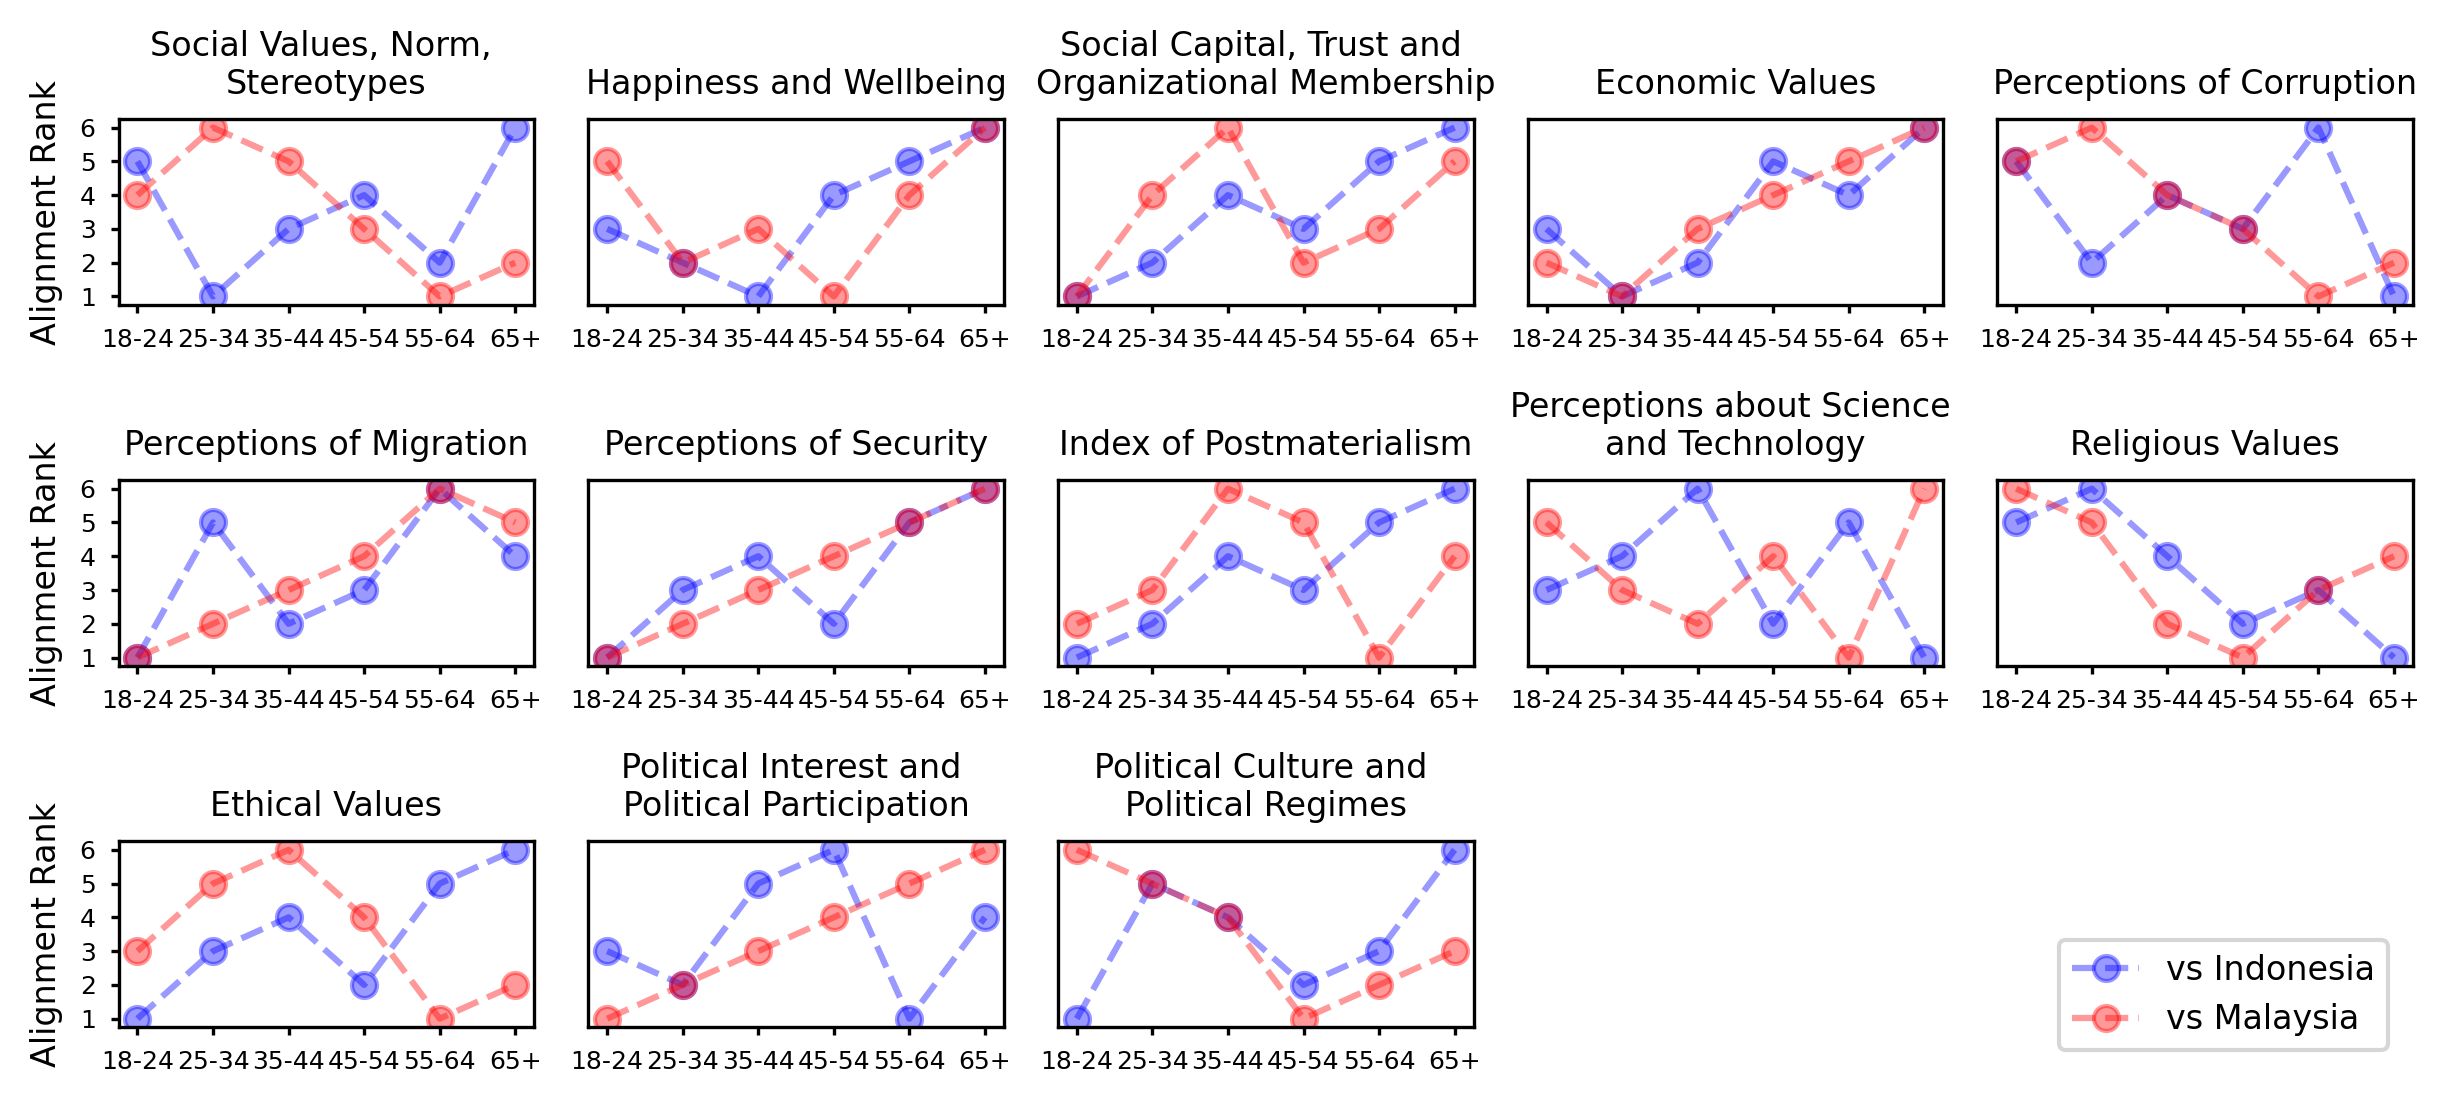 Social Values, Norm,
Stereotypes
Happiness and Wellbeing
Social Capital, Trust and
Organizational Membership
Economic Values
Perceptions of Corruption
Alignment Rank
6
5
4
3
2
1
18-24 25-34 35-44 45-54 55-64 65+
18-24 25-34 35-44 45-54 55-64 65+
18-24 25-34 35-44 45-54 55-64 65+
18-24 25-34 35-44 45-54 55-64 65+
18-24 25-34 35-44 45-54 55-64 65+
Perceptions of Migration
Perceptions of Security
Index of Postmaterialism
Perceptions about Science
and Technology
Religious Values
Alignment Rank
6
5
4
3
2
1
18-24 25-34 35-44 45-54 55-64 65+
18-24 25-34 35-44 45-54 55-64 65+
18-24 25-34 35-44 45-54 55-64 65+
18-24 25-34 35-44 45-54 55-64 65+
18-24 25-34 35-44 45-54 55-64 65+
Ethical Values
Political Interest and
Political Participation
Political Culture and
Political Regimes
Alignment Rank
6
5
4
3
2
1
18-24 25-34 35-44 45-54 55-64 65+
18-24 25-34 35-44 45-54 55-64 65+
18-24 25-34 35-44 45-54 55-64 65+
vs Indonesia
vs Malaysia